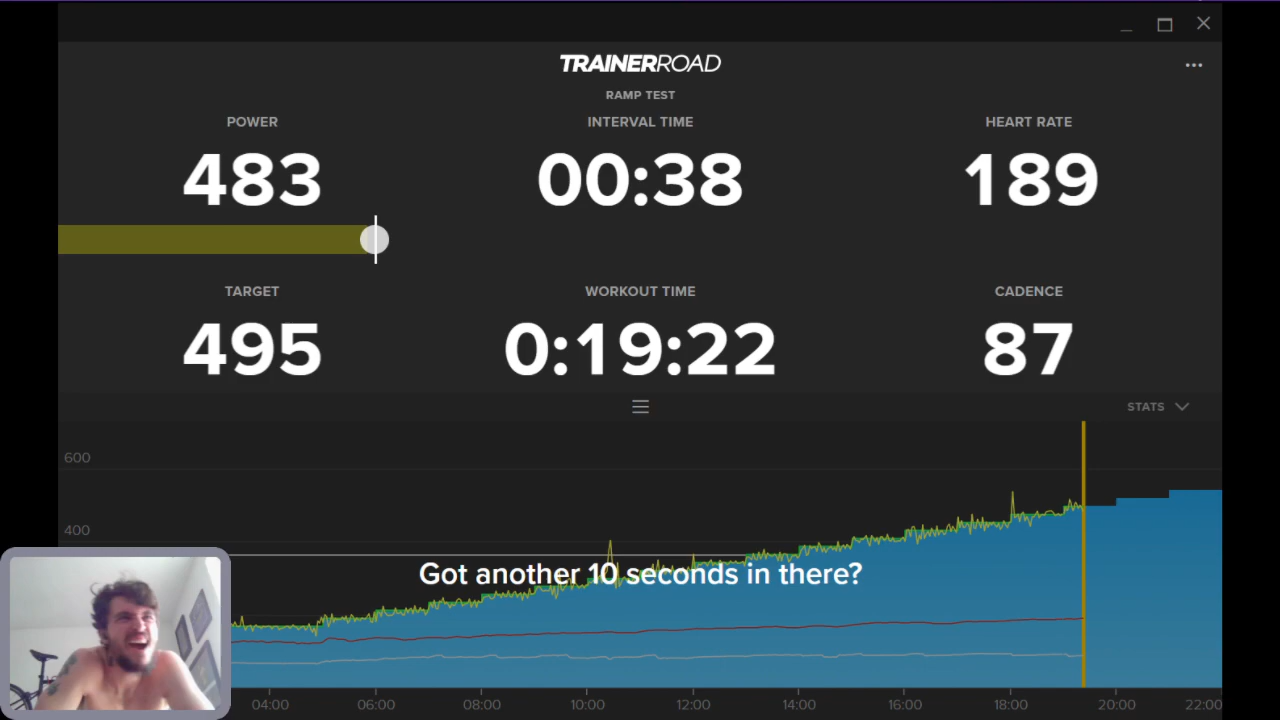 TRAINERROAD
RAMP TEST
POWER INTERVAL TIME HEART RATE
483 00:38 189
TARGET WORKOUT TIME CADENCE
495 0:19:22 87
STATS
600
400
Got another 10 seconds in there?
04:00 06:00 08:00 10:00 12:00 14:00 16:00 18:00 20:00 22:00